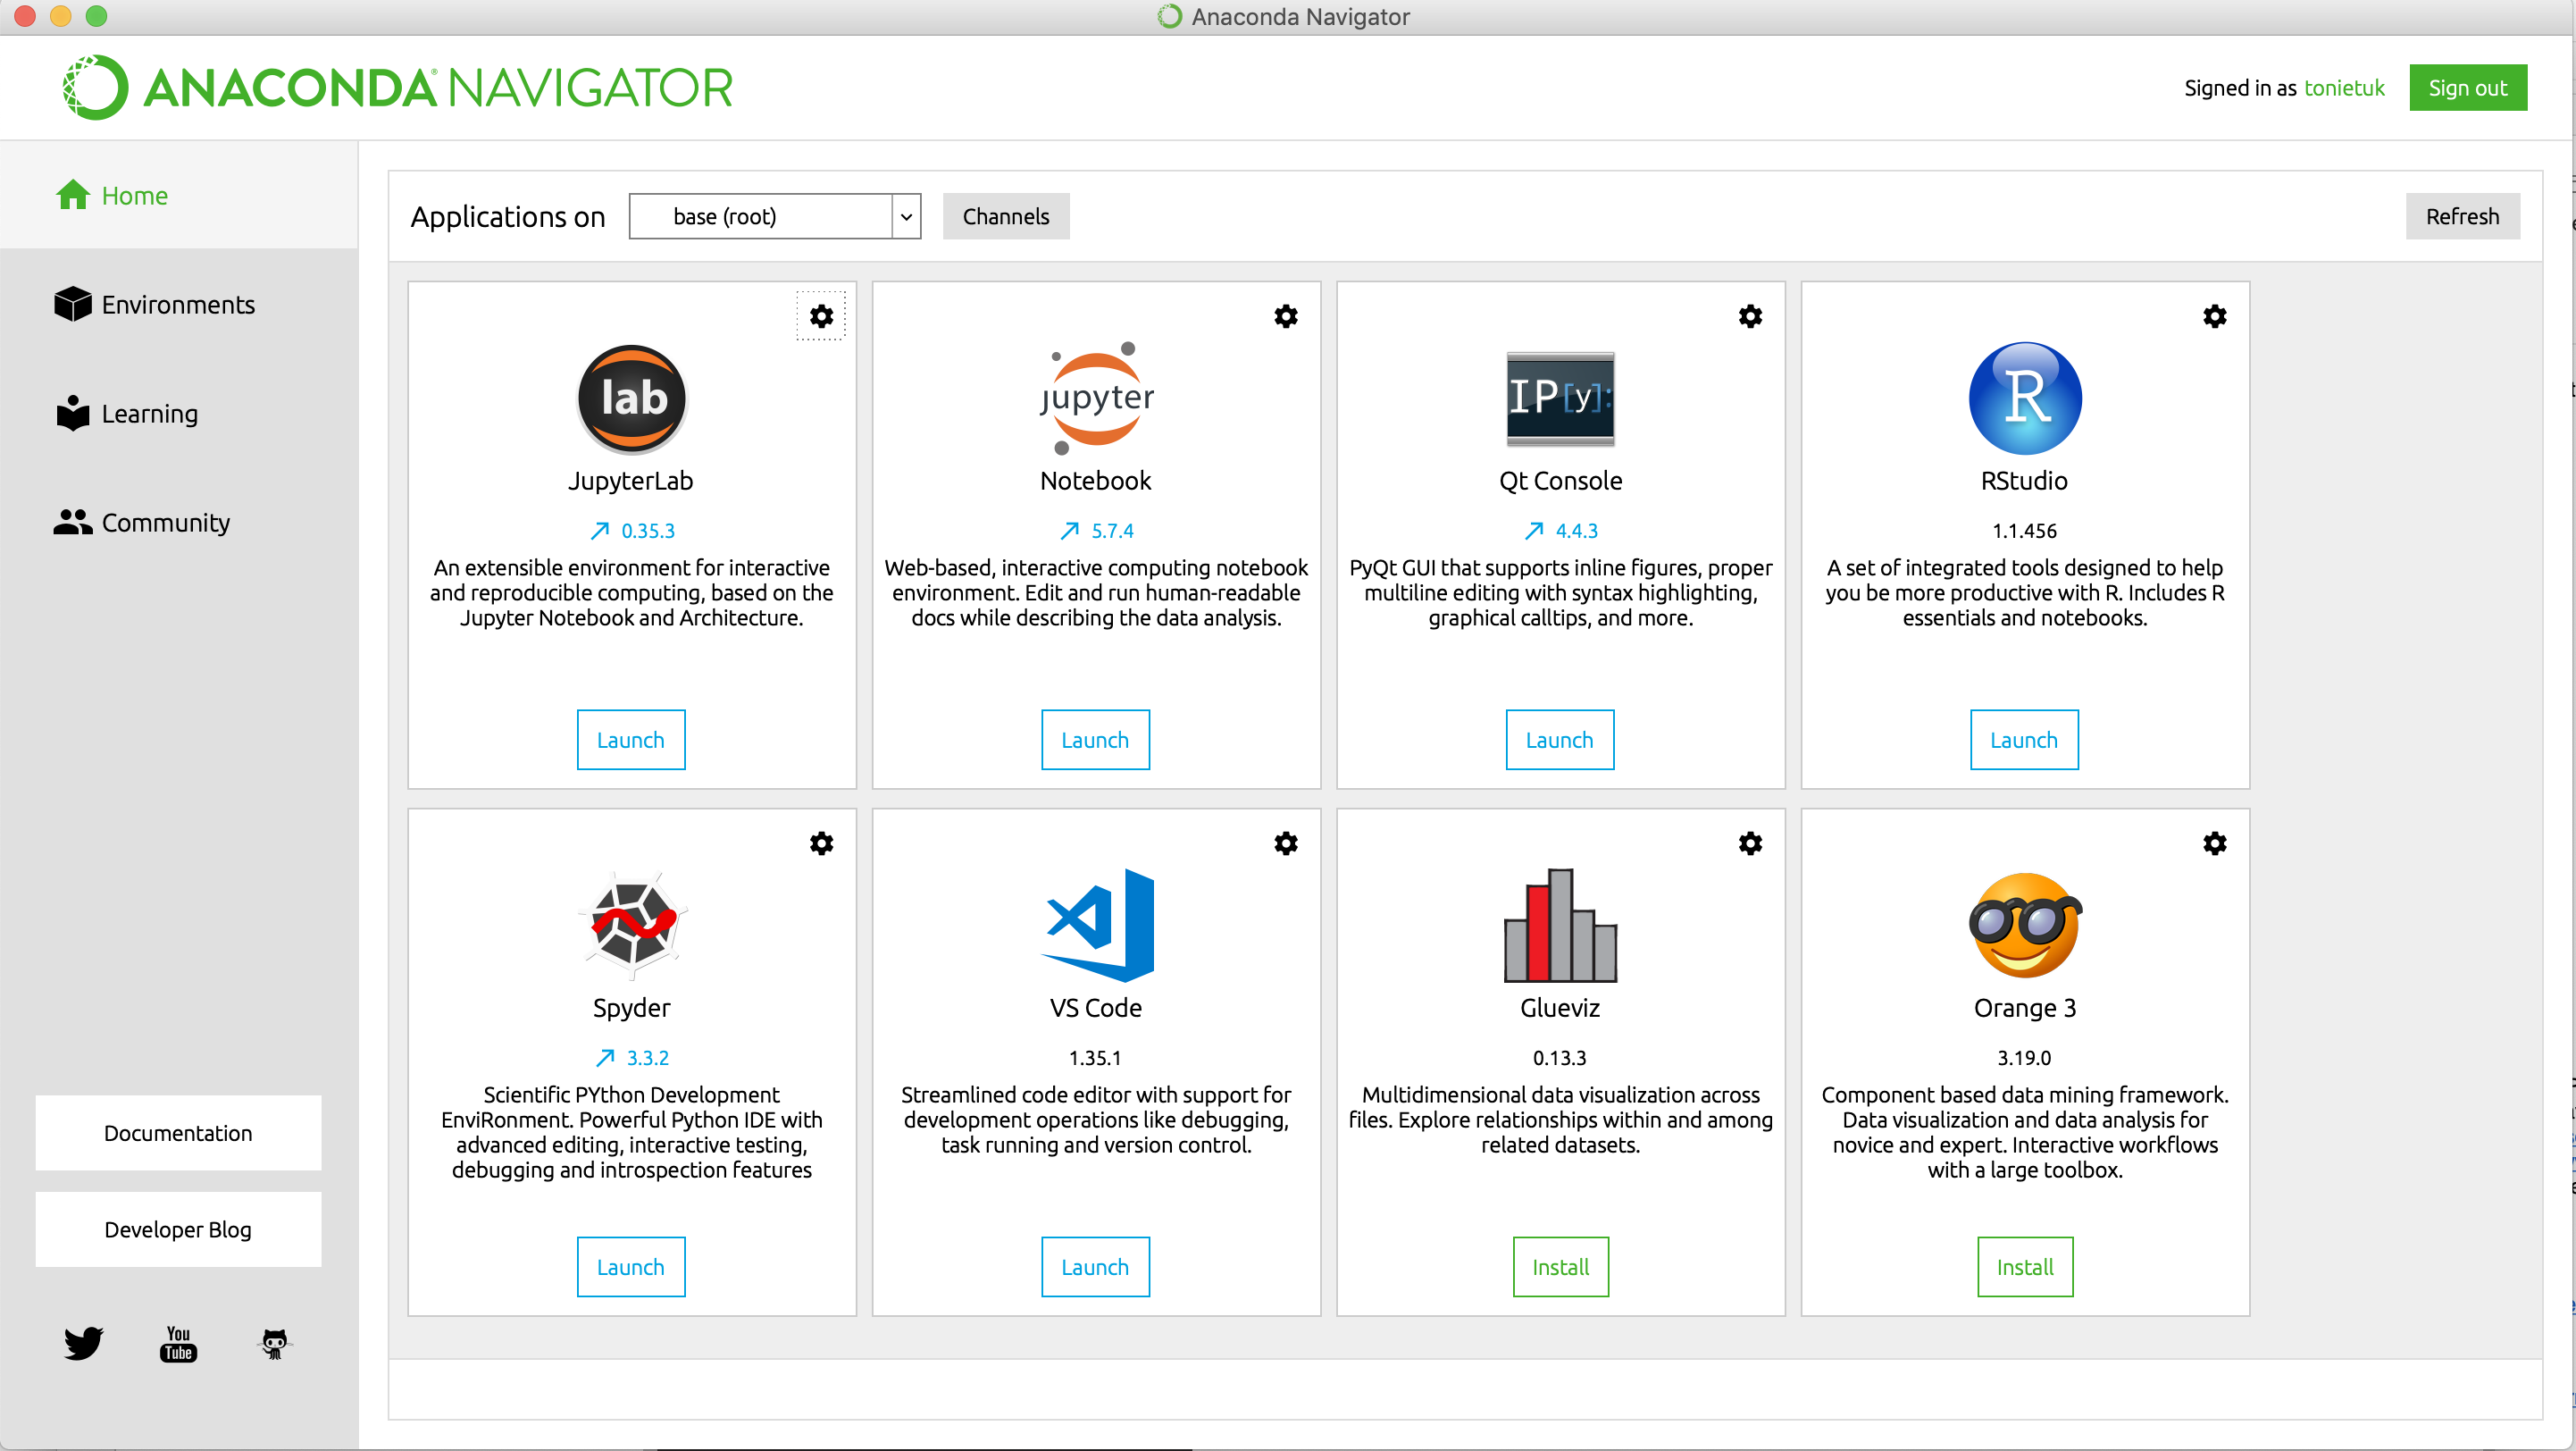 Anaconda Navigator
ANACONDA® NAVIGATOR
Signed in as tonietuk
Sign out
Home
Environments
Learning
Community
Documentation
Developer Blog
You
Tube
Applications on
base (root)
Channels
Refresh
lab
JupyterLab
0.35.3
An extensible environment for interactive
and reproducible computing, based on the
Jupyter Notebook and Architecture.
Launch
jupyter
Notebook
5.7.4
Web-based, interactive computing notebook
environment. Edit and run human-readable
docs while describing the data analysis.
Launch
IP[y]:
Qt Console
4.4.3
PyQt GUI that supports inline figures, proper
multiline editing with syntax highlighting,
graphical calltips, and more.
Launch
R
RStudio
1.1.456
A set of integrated tools designed to help
you be more productive with R. Includes R
essentials and notebooks.
Launch
Spyder
3.3.2
Scientific PYthon Development
EnviRonment. Powerful Python IDE with
advanced editing, interactive testing,
debugging and introspection features
Launch
VS Code
1.35.1
Streamlined code editor with support for
development operations like debugging,
task running and version control.
Launch
Glueviz
0.13.3
Multidimensional data visualization across
files. Explore relationships within and among
related datasets.
Install
Orange 3
3.19.0
Component based data mining framework.
Data visualization and data analysis for
novice and expert. Interactive workflows
with a large toolbox.
Install